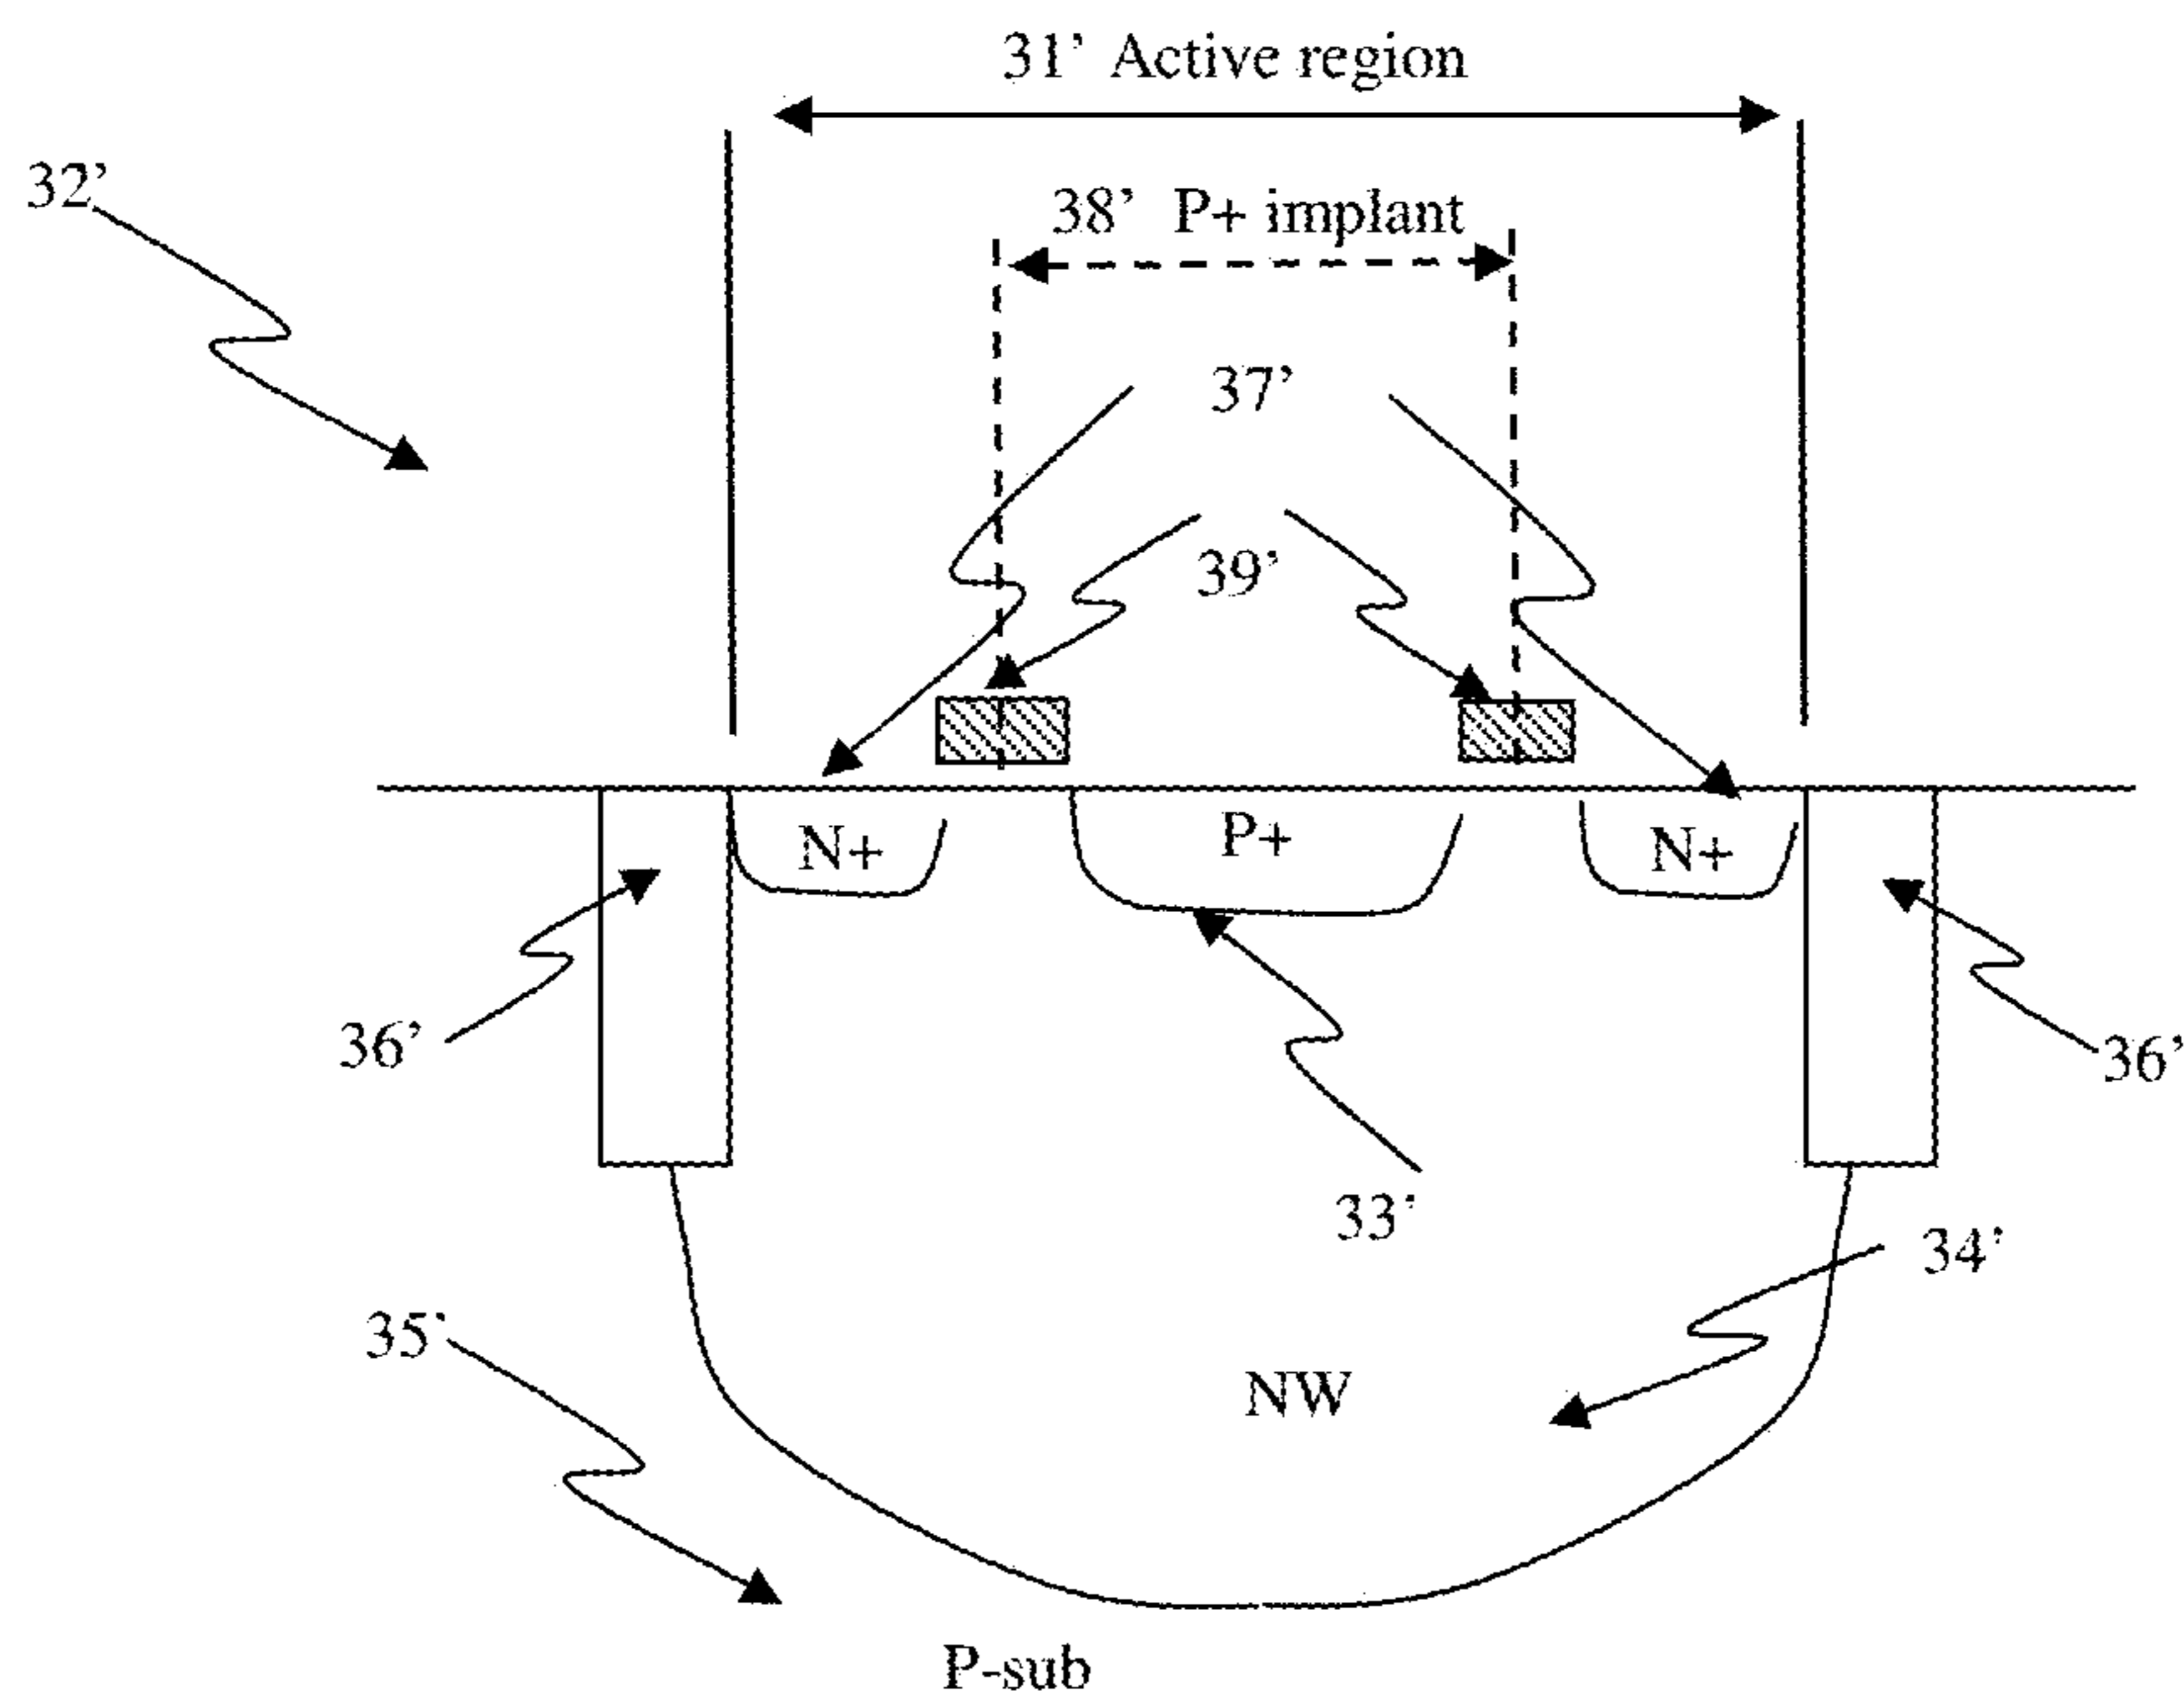 31’ Active region
32’
38’ P+ implant
37’
39’
N+
P+
N+
36’
36’
33’
34’
35’
NW
P-sub